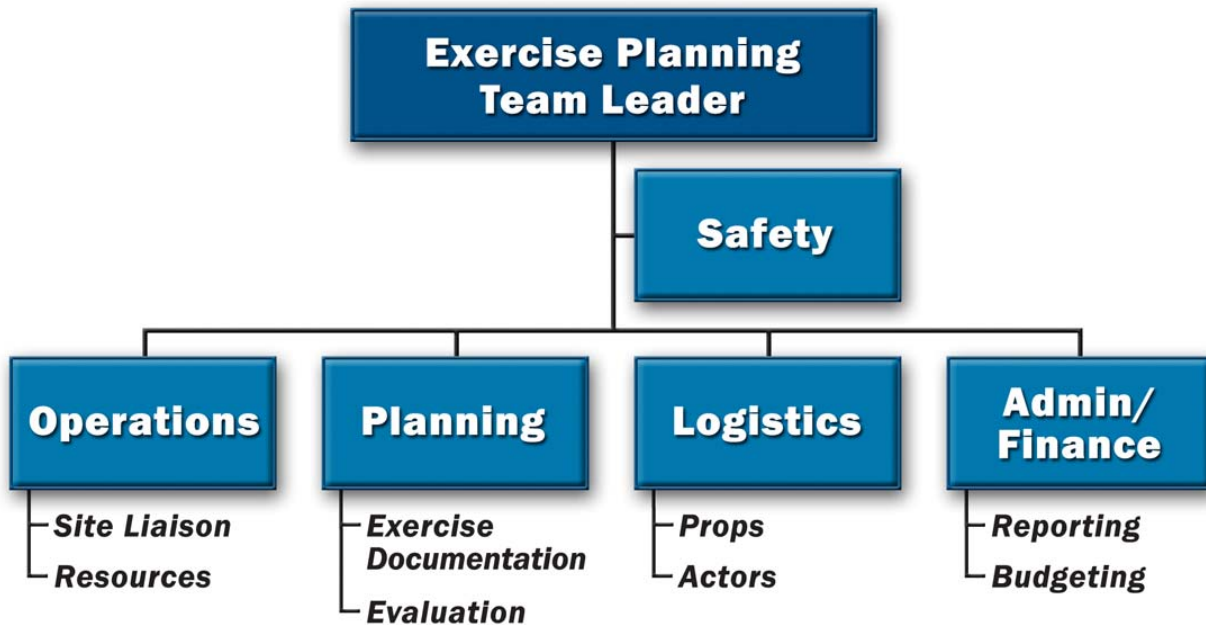 Exercise Planning
Team Leader
Safety
Operations
Site Liaison
Resources
Planning
Exercise
Documentation
Evaluation
Logistics
Props
Actors
Admin/
Finance
Reporting
Budgeting